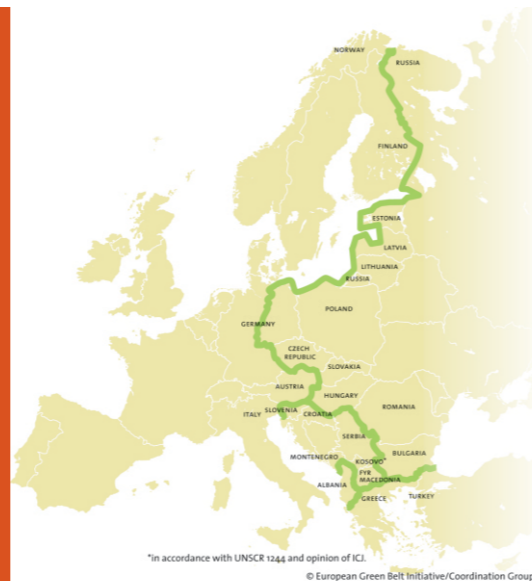 NORWAY
RUSSIA
FINLAND
ESTONIA
LATVIA
LITHUANIA
RUSSIA
POLAND
GERMANY
CZECH
REPUBLIC
SLOVAKIA
AUSTRIA
HUNGARY
ITALY
SLOVENIA
CROATIA
ROMANIA
SERBIA
BULGARIA
MONTENEGRO
KOSOVO*
FYR
MACEDONIA
ALBANIA
GREECE
TURKEY
*in accordance with UNSCR 1244 and opinion of ICJ.
© European Green Belt Initiative/Coordination Group